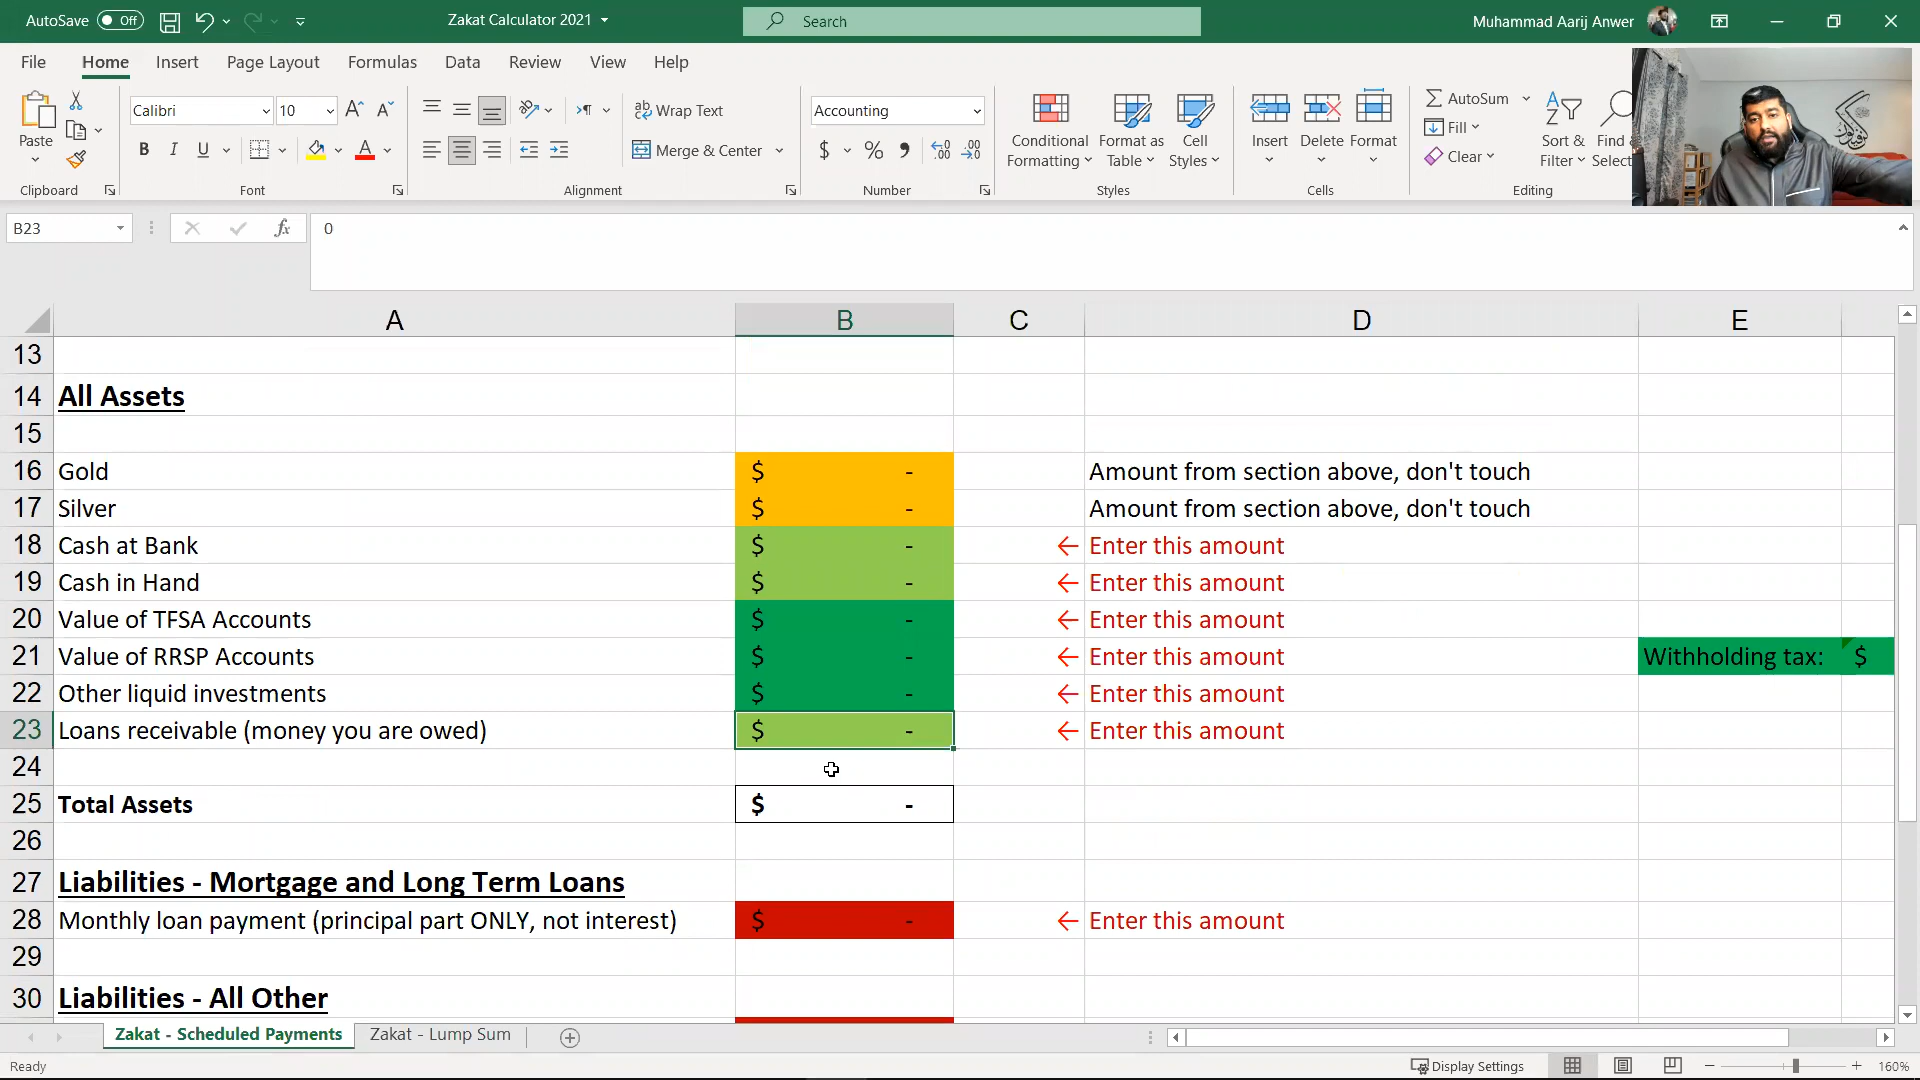 AutoSave Off
Zakat Calculator 2021
Search
Muhammad Aarij Anwer
File Home Insert Page Layout Formulas Data Review View Help
Paste
Clipboard
Calibri 10
B I U
Font
Wrap Text
Merge & Center
Alignment
Accounting
$ %
Number
Conditional Formatting
Format as Table
Cell Styles
Styles
Insert Delete Format
Cells
AutoSum
Fill
Clear
Sort & Filter
Find & Select
Editing
B23 fx 0
A B C D E
13
14 All Assets
15
16 Gold $ - Amount from section above, don't touch
17 Silver $ - Amount from section above, don't touch
18 Cash at Bank $ - ← Enter this amount
19 Cash in Hand $ - ← Enter this amount
20 Value of TFSA Accounts $ - ← Enter this amount
21 Value of RRSP Accounts $ - ← Enter this amount Withholding tax: $
22 Other liquid investments $ - ← Enter this amount
23 Loans receivable (money you are owed) $ - ← Enter this amount
24
25 Total Assets $ -
26
27 Liabilities - Mortgage and Long Term Loans
28 Monthly loan payment (principal part ONLY, not interest) $ - ← Enter this amount
29
30 Liabilities - All Other
Zakat - Scheduled Payments Zakat - Lump Sum
Ready
Display Settings
160%